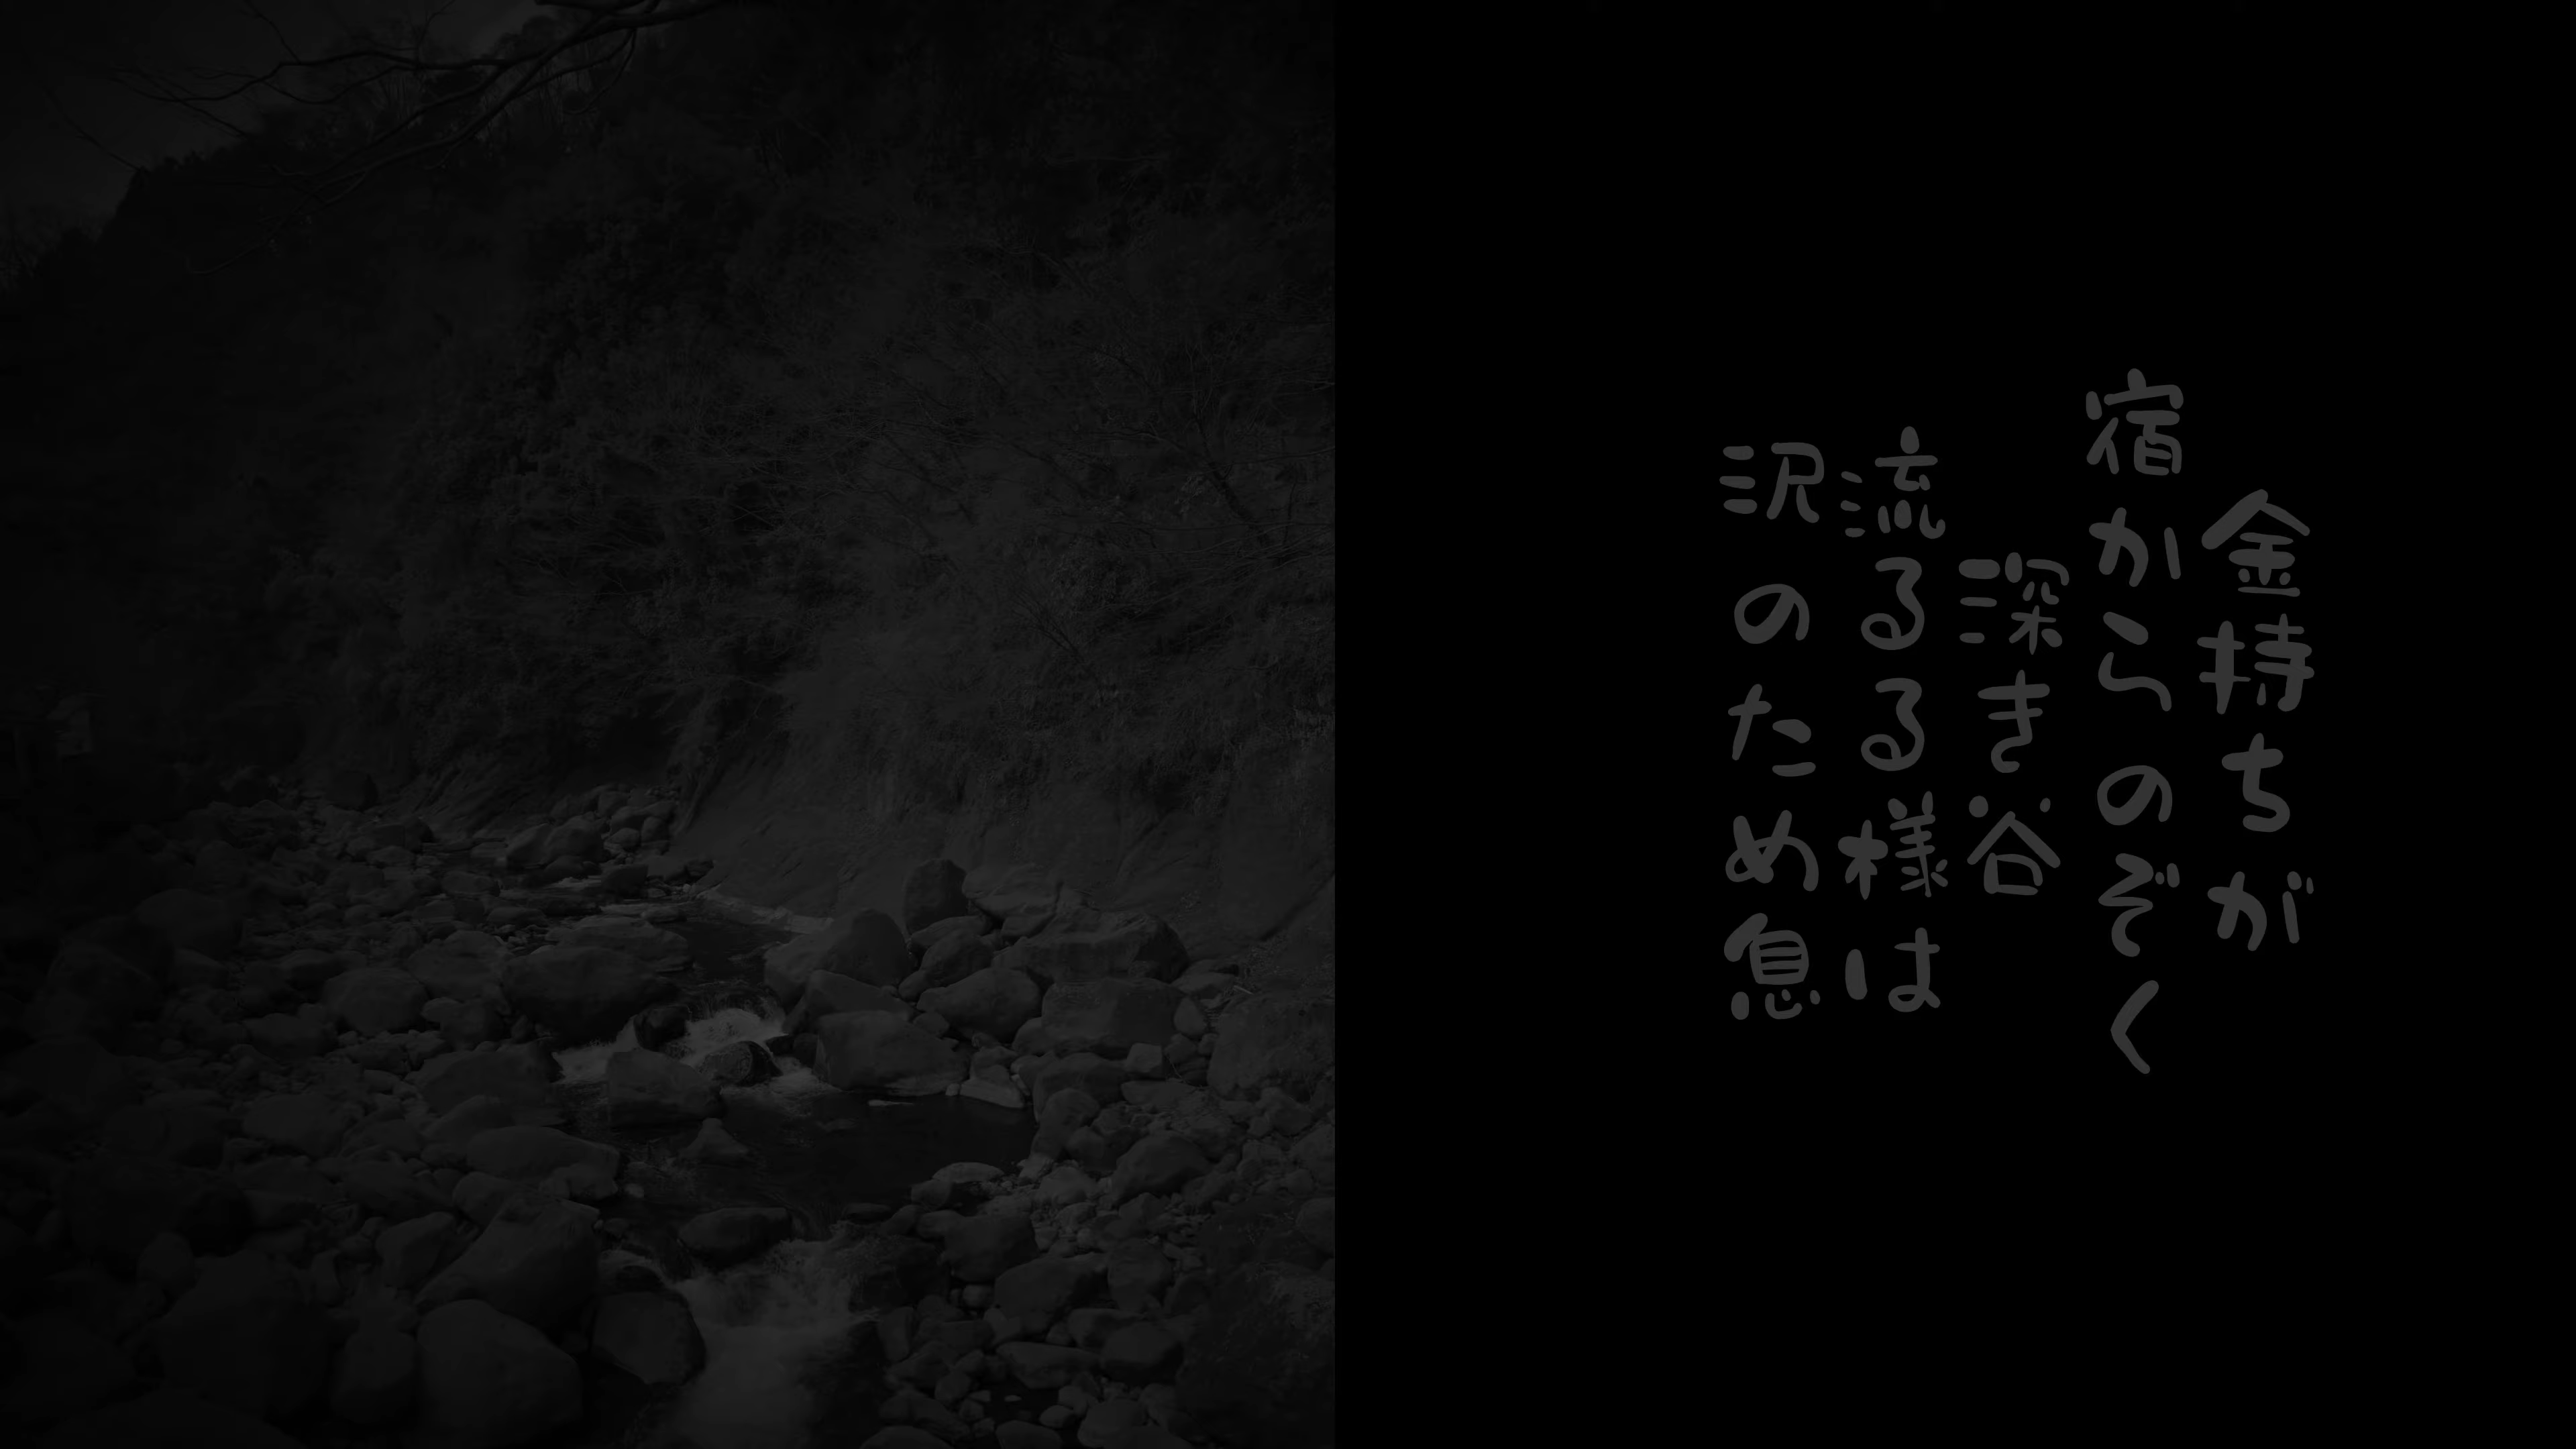 金持ちが
宿からのぞく
深き谷
流るる様は
沢のため息